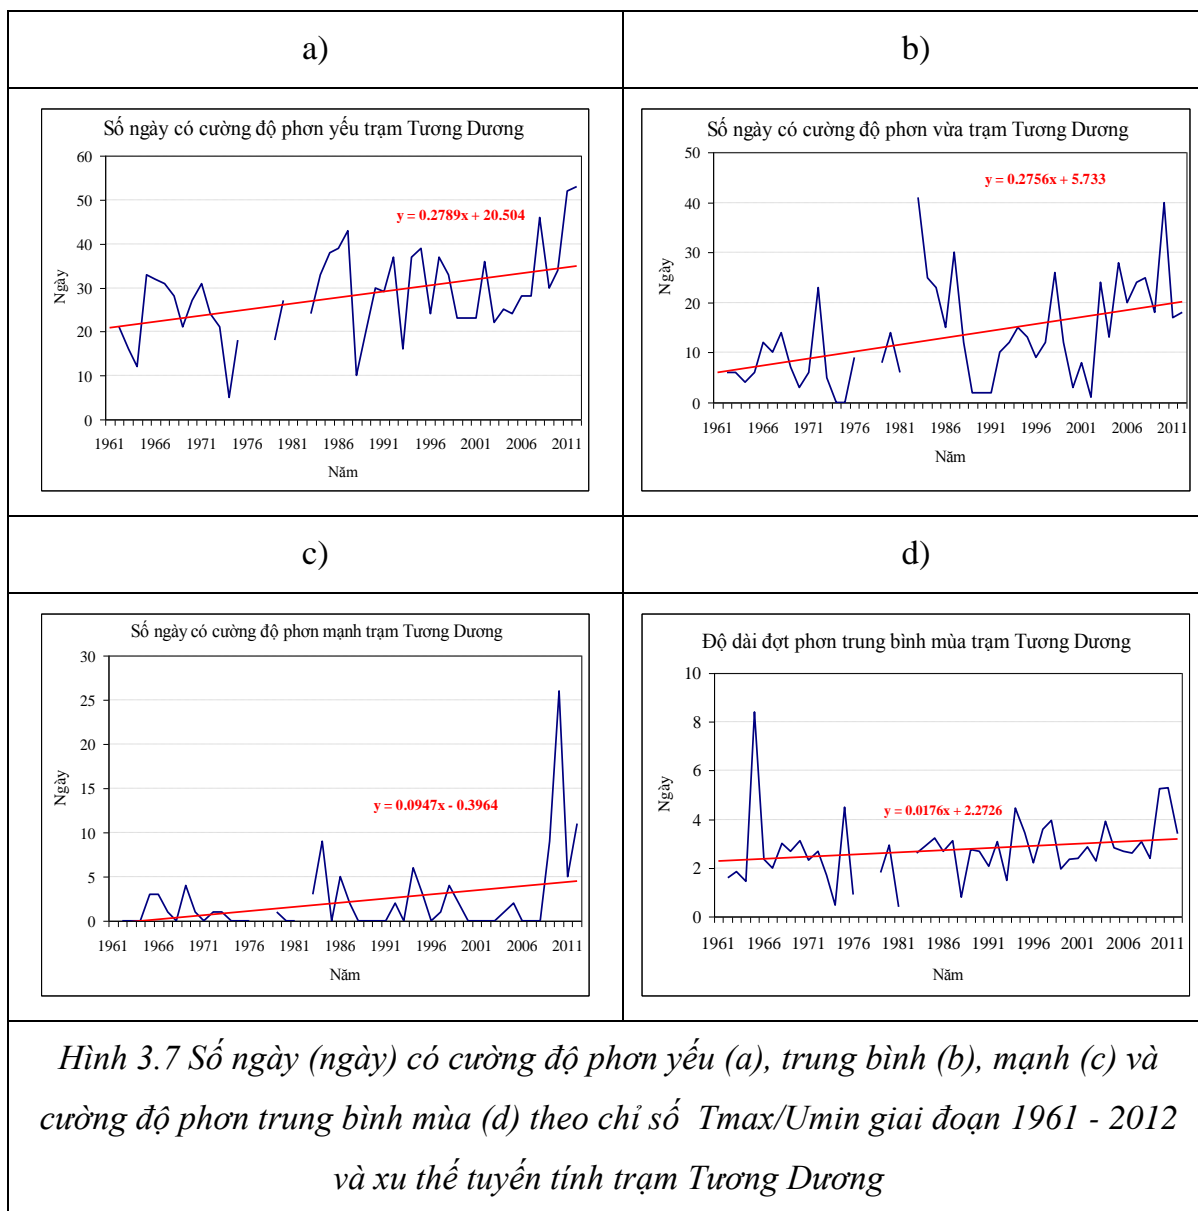 a)
b)
Số ngày có cường độ phơn yếu trạm Tương Dương
60
50
40
30
20
10
0
Ngày
y = 0.2789x + 20.504
1961 1966 1971 1976 1981 1986 1991 1996 2001 2006 2011
Năm
Số ngày có cường độ phơn vừa trạm Tương Dương
50
40
30
20
10
0
Ngày
y = 0.2756x + 5.733
1961 1966 1971 1976 1981 1986 1991 1996 2001 2006 2011
Năm
c)
d)
Số ngày có cường độ phơn mạnh trạm Tương Dương
30
25
20
15
10
5
0
Ngày
y = 0.0947x - 0.3964
1961 1966 1971 1976 1981 1986 1991 1996 2001 2006 2011
Năm
Độ dài đợt phơn trung bình mùa trạm Tương Dương
10
8
6
4
2
0
Ngày
y = 0.0176x + 2.2726
1961 1966 1971 1976 1981 1986 1991 1996 2001 2006 2011
Năm
Hình 3.7 Số ngày (ngày) có cường độ phơn yếu (a), trung bình (b), mạnh (c) và
cường độ phơn trung bình mùa (d) theo chỉ số Tmax/Umin giai đoạn 1961 - 2012
và xu thế tuyến tính trạm Tương Dương